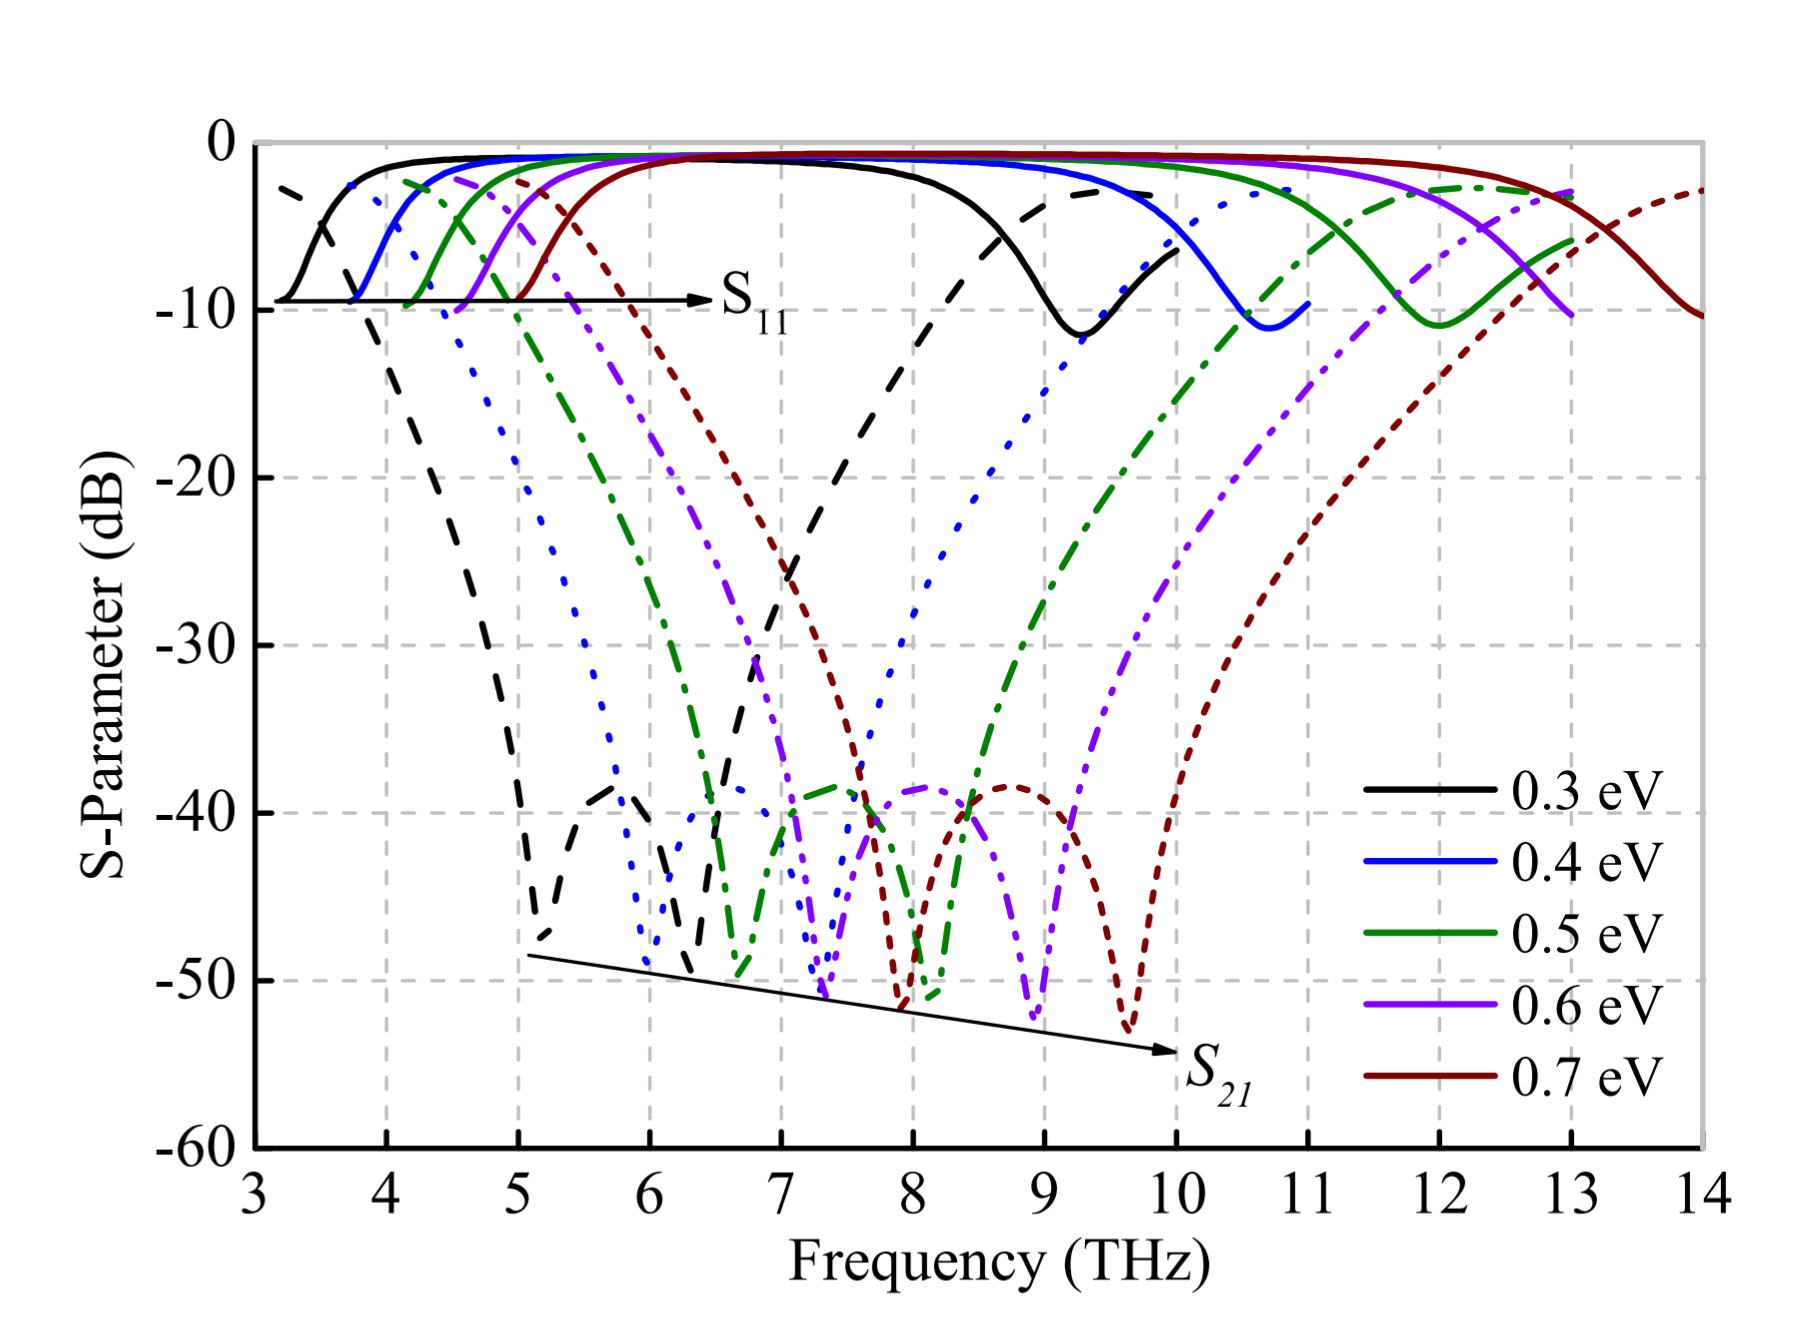 0
-10
-20
-30
-40
-50
-60
S-Parameter (dB)
S11
S21
0.3 eV
0.4 eV
0.5 eV
0.6 eV
0.7 eV
3 4 5 6 7 8 9 10 11 12 13 14
Frequency (THz)